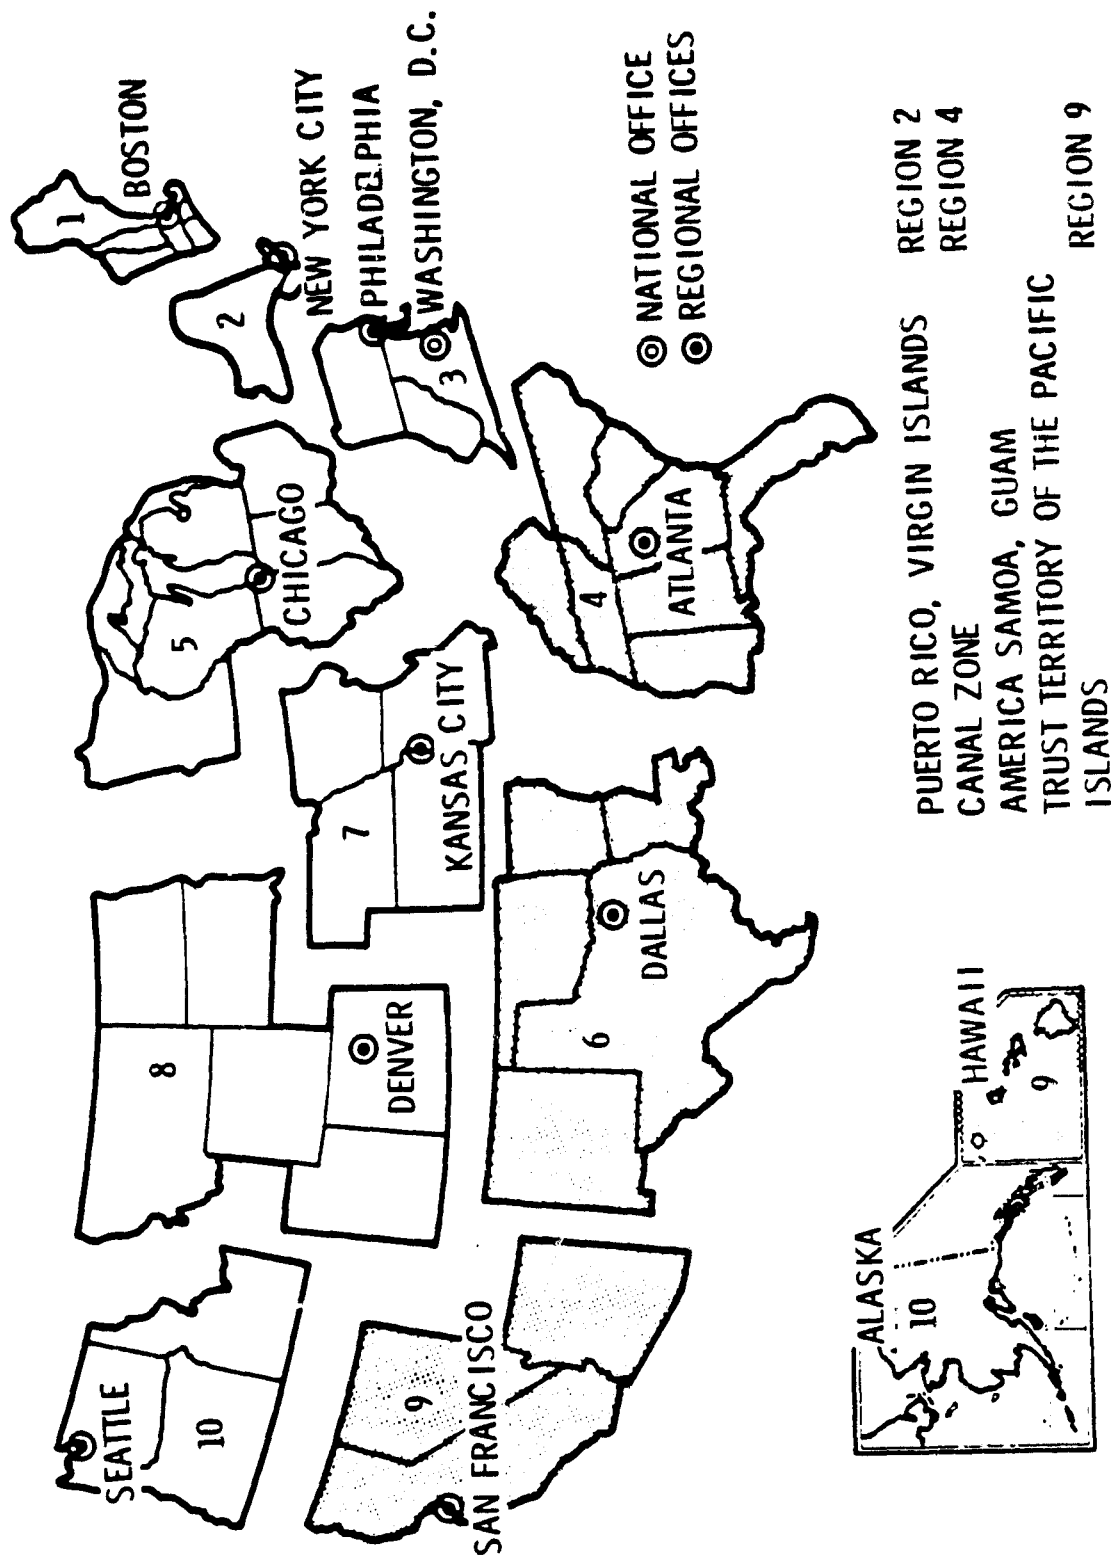 1
BOSTON
2
NEW YORK CITY
PHILADELPHIA
WASHINGTON, D.C.
3
5
CHICAGO
4
ATLANTA
7
KANSAS CITY
8
DENVER
6
DALLAS
SEATTLE
10
9
SAN FRANCISCO
ALASKA
10
HAWAII
9
NATIONAL OFFICE
REGIONAL OFFICES
PUERTO RICO, VIRGIN ISLANDS REGION 2
CANAL ZONE REGION 4
AMERICA SAMOA, GUAM
TRUST TERRITORY OF THE PACIFIC
ISLANDS REGION 9